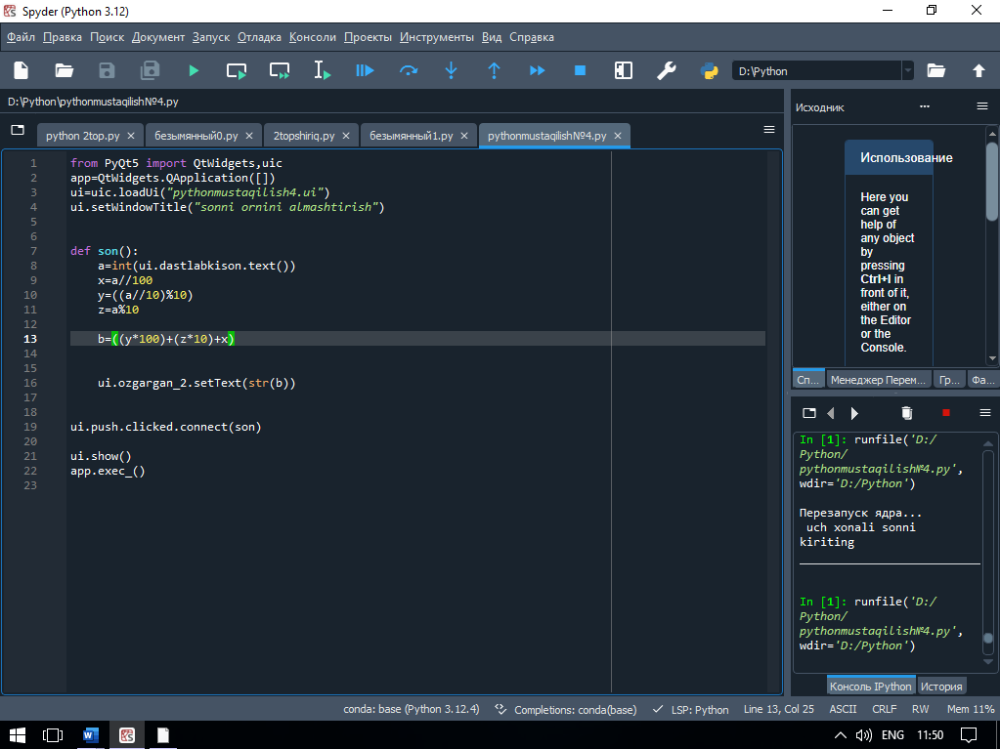 Spyder (Python 3.12)
Файл Правка Поиск Документ Запуск Отладка Консоли Проекты Инструменты Вид Справка
D:\Python
D:\Python\pythonmustaqilish№4.py
python 2top.py
безымянный0.py
2topshiriq.py
безымянный1.py
pythonmustaqilish№4.py
1 from PyQt5 import QtWidgets,uic
2 app=QtWidgets.QApplication([])
3 ui=uic.loadUi("pythonmustaqilish4.ui")
4 ui.setWindowTitle("sonni ornini almashtirish")
5
6
7 def son():
8 a=int(ui.dastlabkison.text())
9 x=a//100
10 y=((a//10)%10)
11 z=a%10
12
13 b=((y*100)+(z*10)+x)
14
15
16 ui.ozgargan_2.setText(str(b))
17
18
19 ui.push.clicked.connect(son)
20
21 ui.show()
22 app.exec_()
23
Исходник
Использование
Here you
can get
help of
any object
by
pressing
Ctrl+I in
front of it,
either on
the Editor
or the
Console.
Сп...
Менеджер Перем...
Гр...
Фа...
In [1]: runfile('D:/
Python/
pythonmustaqilish№4.py',
wdir='D:/Python')
Перезапуск ядра...
uch xonali sonni
kiriting
In [1]: runfile('D:/
Python/
pythonmustaqilish№4.py',
wdir='D:/Python')
Консоль IPython
История
conda: base (Python 3.12.4) Completions: conda(base) LSP: Python Line 13, Col 25 ASCII CRLF RW Mem 11%
ENG 11:50